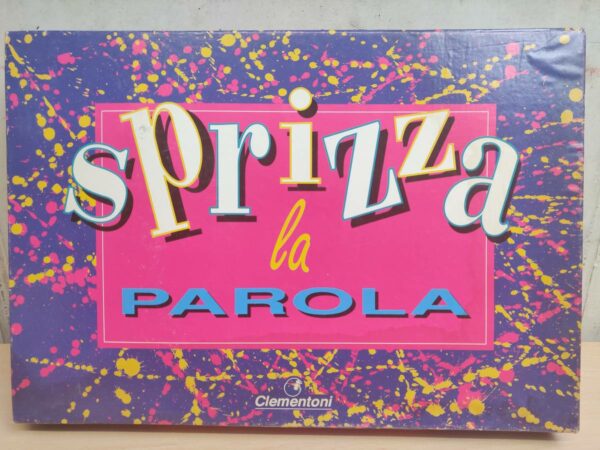 sprizza
la
PAROLA
Clementoni